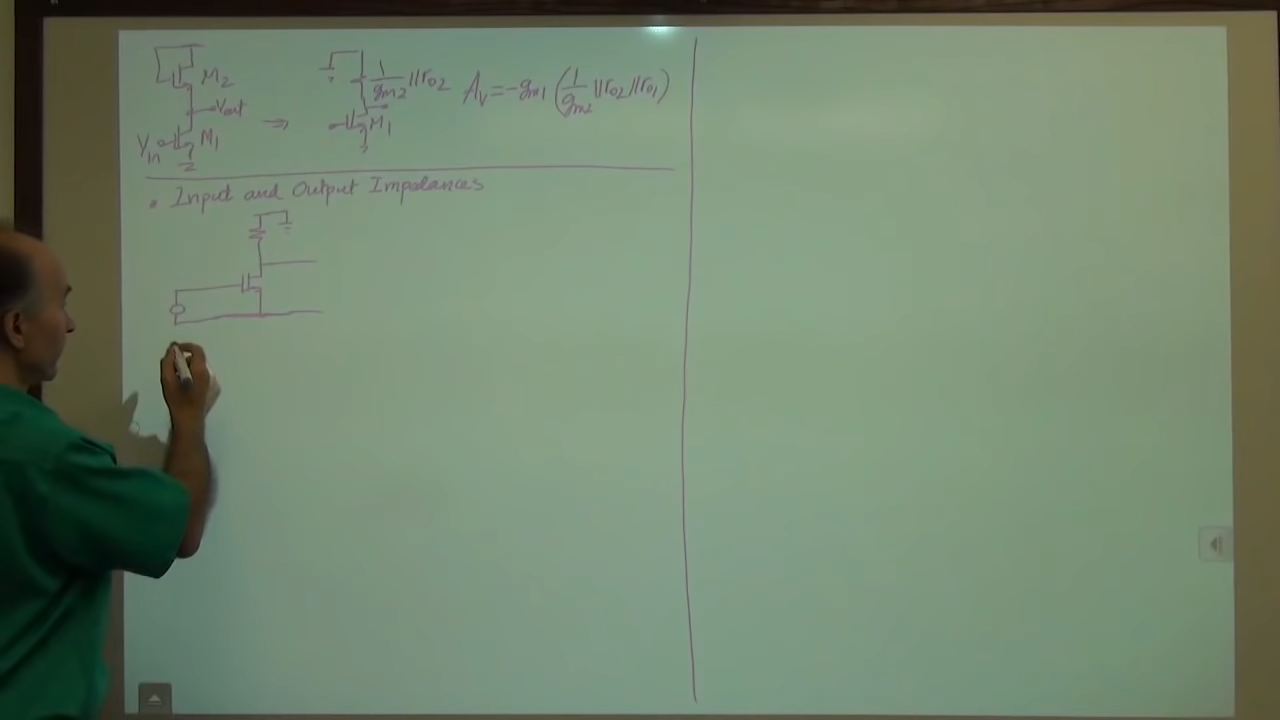 M2
Vout
Vin M1
⇒
1/gm2 || ro2
M1
Av = -gm1 (1/gm2 || ro2 || ro1)
• Input and Output Impedances